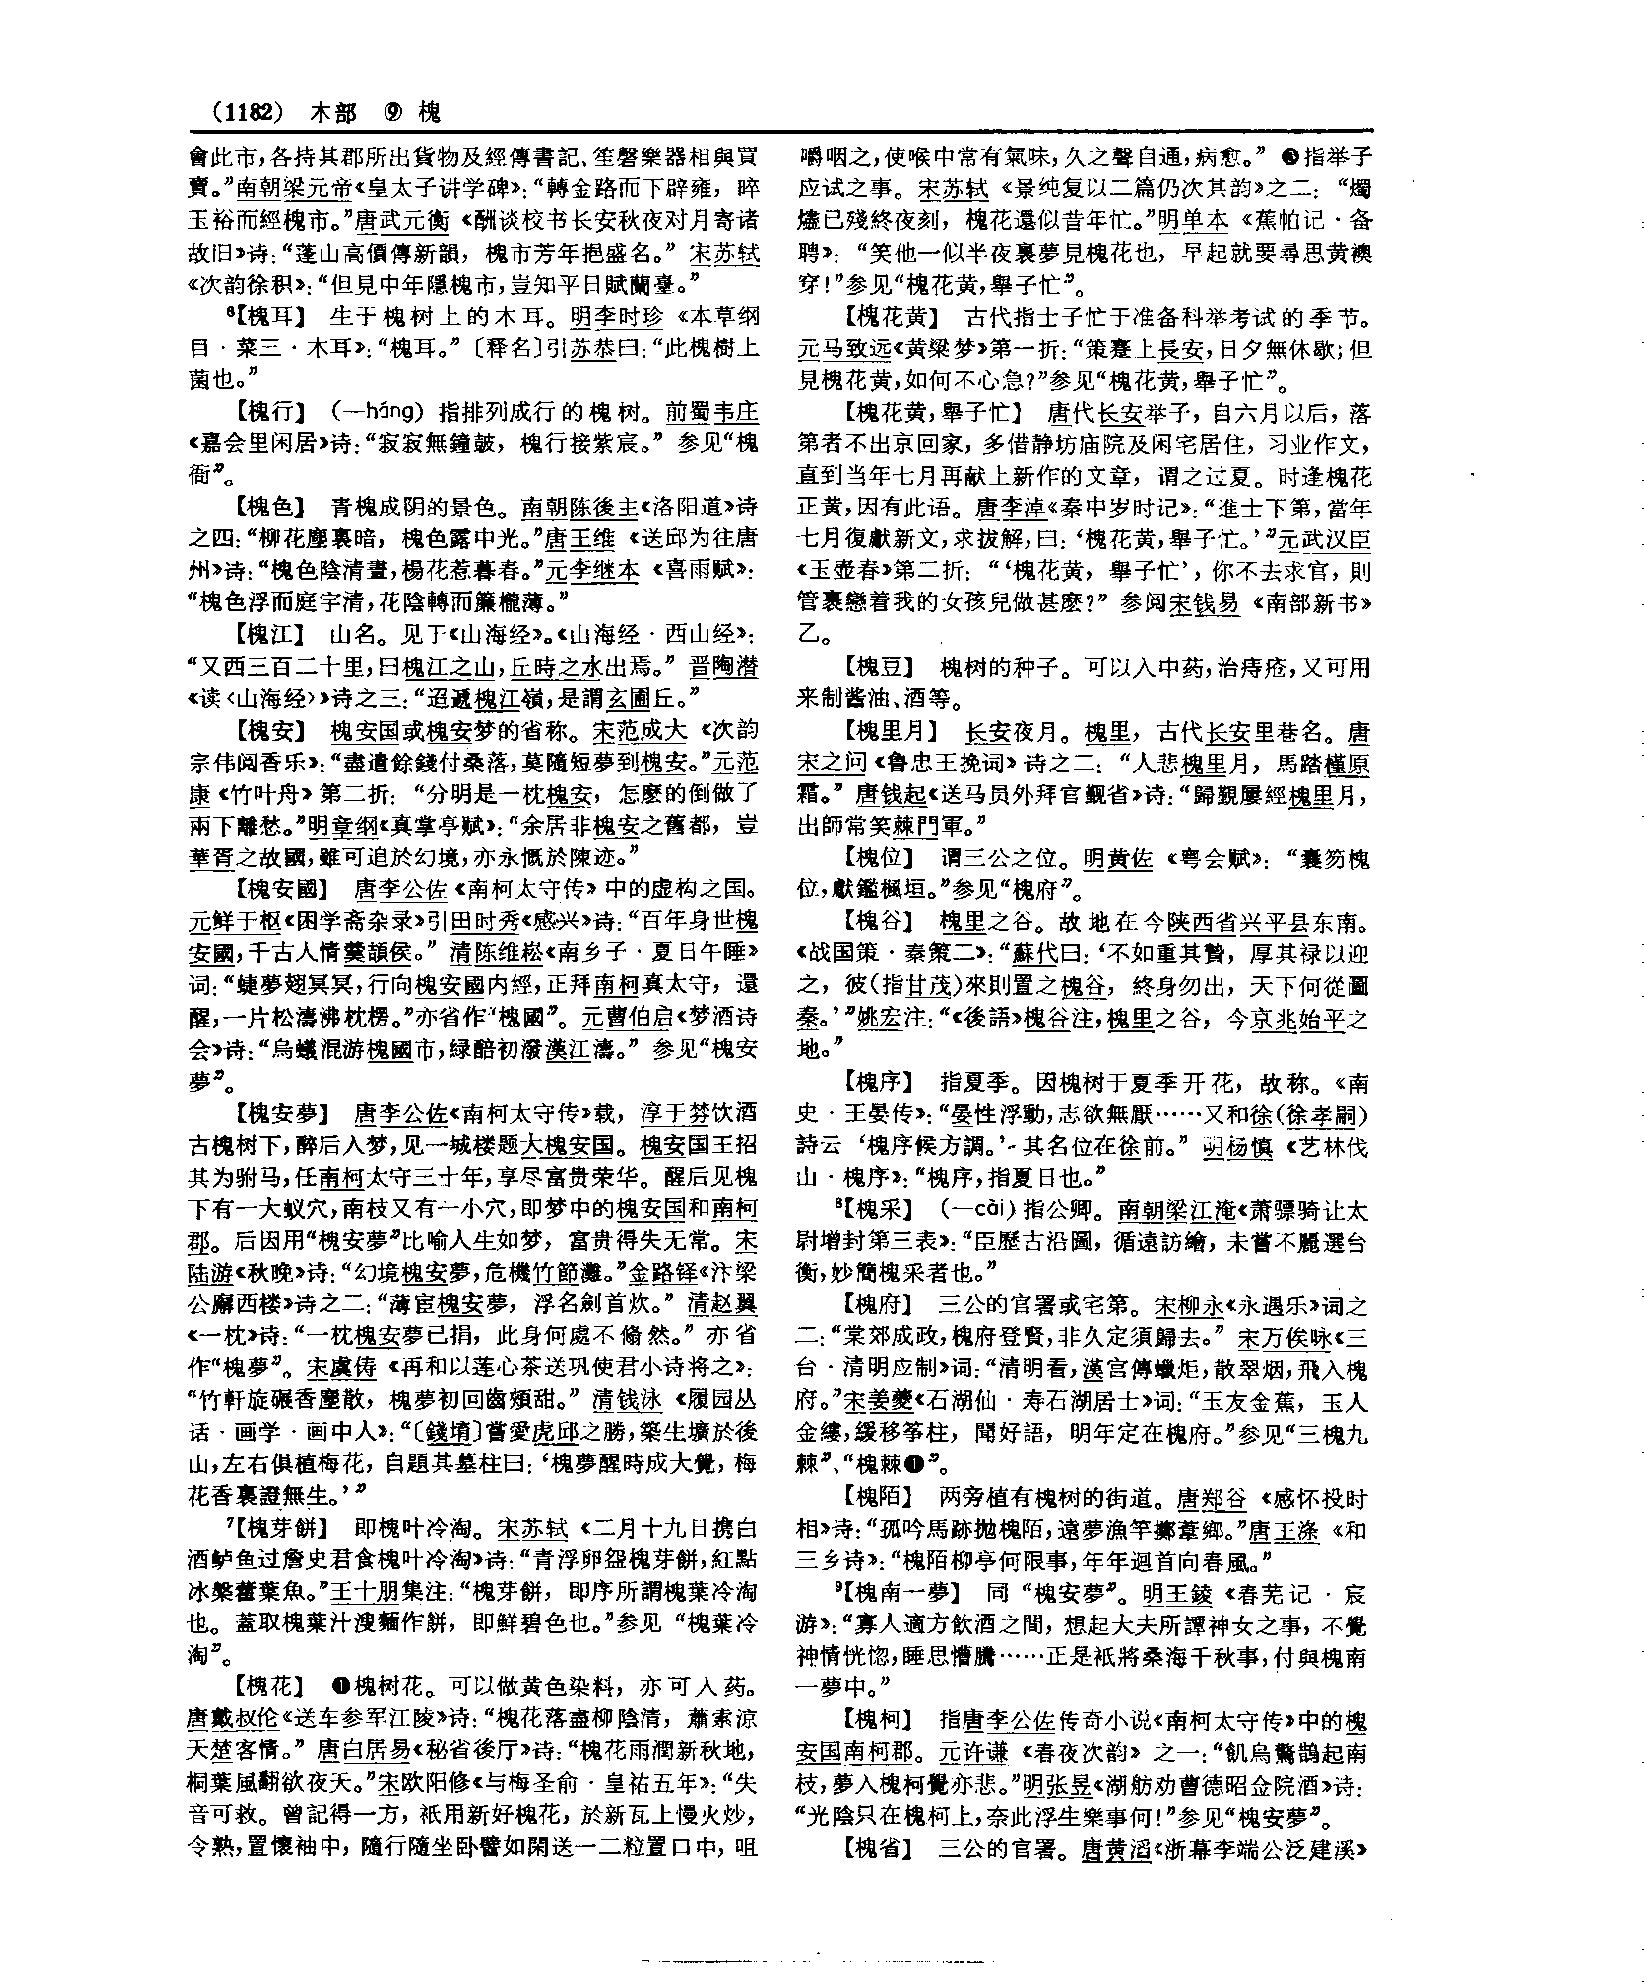 (1182) 木部 ⑨ 槐
會此市，各持其郡所出貨物及經傳書記、笙磬樂器相與買
賣。”南朝梁元帝《皇太子讲学碑》：“轉金路而下辟雍，晬
玉裕而經槐市。”唐武元衡《酬谈校书长安秋夜对月寄诸
故旧》诗：“蓬山高價傳新韻，槐市芳年挹盛名。”宋苏轼
《次韵徐积》：“但見中年隱槐市，豈知平日賦蘭臺。”
⁶【槐耳】 生于槐树上的木耳。明李时珍《本草纲
目·菜三·木耳》：“槐耳。”〔释名〕引苏恭曰：“此槐樹上
菌也。”
【槐行】 （—háng）指排列成行的槐树。前蜀韦庄
《嘉会里闲居》诗：“寂寂無鐘皷，槐行接紫宸。”参见“槐
衙”。
【槐色】 青槐成阴的景色。南朝陈後主《洛阳道》诗
之四：“柳花塵裏暗，槐色露中光。”唐王维《送邱为往唐
州》诗：“槐色陰清晝，楊花惹暮春。”元李继本《喜雨赋》：
“槐色浮而庭宇清，花陰轉而簾櫳薄。”
【槐江】 山名。见于《山海经》。《山海经·西山经》：
“又西三百二十里，曰槐江之山，丘時之水出焉。”晋陶潜
《读〈山海经〉》诗之三：“迢遞槐江嶺，是謂玄圃丘。”
【槐安】 槐安国或槐安梦的省称。宋范成大《次韵
宗伟阅香乐》：“盡遣餘錢付桑落，莫隨短夢到槐安。”元范
康《竹叶舟》第二折：“分明是一枕槐安，怎麽的倒做了
兩下離愁。”明章纲《真掌亭赋》：“余居非槐安之舊都，豈
華胥之故國，雖可追於幻境，亦永慨於陳迹。”
【槐安國】 唐李公佐《南柯太守传》中的虚构之国。
元鲜于枢《困学斋杂录》引田时秀《感兴》诗：“百年身世槐
安國，千古人情羹頡侯。”清陈维崧《南乡子·夏日午睡》
词：“蜨夢翅冥冥，行向槐安國内經，正拜南柯真太守，還
醒，一片松濤沸枕楞。”亦省作“槐國”。元曹伯启《梦酒诗
会》诗：“烏蟻混游槐國市，緑醅初潑漢江濤。”参见“槐安
夢”。
【槐安夢】 唐李公佐《南柯太守传》载，淳于棼饮酒
古槐树下，醉后入梦，见一城楼题大槐安国。槐安国王招
其为驸马，任南柯太守三十年，享尽富贵荣华。醒后见槐
下有一大蚁穴，南枝又有一小穴，即梦中的槐安国和南柯
郡。后因用“槐安夢”比喻人生如梦，富贵得失无常。宋
陆游《秋晚》诗：“幻境槐安夢，危機竹節灘。”金路铎《汴梁
公廨西楼》诗之二：“薄宦槐安夢，浮名劍首炊。”清赵翼
《一枕》诗：“一枕槐安夢已捐，此身何處不翛然。”亦省
作“槐夢”。宋虞俦《再和以莲心茶送巩使君小诗将之》：
“竹軒旋碾香塵散，槐夢初回齒頰甜。”清钱泳《履园丛
话·画学·画中人》：“〔錢堉〕嘗愛虎邱之勝，築生壙於後
山，左右俱植梅花，自題其墓柱曰：‘槐夢醒時成大覺，梅
花香裏證無生。’”
⁷【槐芽餅】 即槐叶冷淘。宋苏轼《二月十九日携白
酒鲈鱼过詹史君食槐叶冷淘》诗：“青浮卵盌槐芽餅，紅點
冰槃藿葉魚。”王十朋集注：“槐芽餅，即序所謂槐葉冷淘
也。蓋取槐葉汁溲麵作餅，即鮮碧色也。”参见“槐葉冷
淘”。
【槐花】 ❶槐树花。可以做黄色染料，亦可入药。
唐戴叔伦《送车参军江陵》诗：“槐花落盡柳陰清，蕭索涼
天楚客情。”唐白居易《秘省後厅》诗：“槐花雨潤新秋地，
桐葉風翻欲夜天。”宋欧阳修《与梅圣俞·皇祐五年》：“失
音可救。曾記得一方，衹用新好槐花，於新瓦上慢火炒，
令熟，置懷袖中，隨行隨坐卧譬如閑送一二粒置口中，咀
嚼咽之，使喉中常有氣味，久之聲自通，病愈。”❷指举子
应试之事。宋苏轼《景纯复以二篇仍次其韵》之二：“燭
燼已殘終夜刻，槐花還似昔年忙。”明单本《蕉帕记·备
聘》：“笑他一似半夜裏夢見槐花也，早起就要尋思黄襖
穿！”参见“槐花黄，舉子忙”。
【槐花黄】 古代指士子忙于准备科举考试的季节。
元马致远《黄粱梦》第一折：“策蹇上長安，日夕無休歇；但
見槐花黄，如何不心急？”参见“槐花黄，舉子忙”。
【槐花黄，舉子忙】 唐代长安举子，自六月以后，落
第者不出京回家，多借静坊庙院及闲宅居住，习业作文，
直到当年七月再献上新作的文章，谓之过夏。时逢槐花
正黄，因有此语。唐李淖《秦中岁时记》：“進士下第，當年
七月復獻新文，求拔解，曰：‘槐花黄，舉子忙。’”元武汉臣
《玉壶春》第二折：“‘槐花黄，舉子忙’，你不去求官，則
管裏戀着我的女孩兒做甚麽？”参阅宋钱易《南部新书》
乙。
【槐豆】 槐树的种子。可以入中药，治痔疮，又可用
来制酱油、酒等。
【槐里月】 长安夜月。槐里，古代长安里巷名。唐
宋之问《鲁忠王挽词》诗之二：“人悲槐里月，馬踏槿原
霜。”唐钱起《送马员外拜官觐省》诗：“歸覲屢經槐里月，
出師常笑棘門軍。”
【槐位】 谓三公之位。明黄佐《粤会赋》：“囊笏槐
位，獻鑑楓垣。”参见“槐府”。
【槐谷】 槐里之谷。故地在今陕西省兴平县东南。
《战国策·秦策二》：“蘇代曰：‘不如重其贄，厚其禄以迎
之，彼（指甘茂）來則置之槐谷，終身勿出，天下何從圖
秦。’”姚宏注：“《後語》槐谷注，槐里之谷，今京兆始平之
地。”
【槐序】 指夏季。因槐树于夏季开花，故称。《南
史·王晏传》：“晏性浮動，志欲無厭……又和徐（徐孝嗣）
詩云‘槐序候方調。’其名位在徐前。”明杨慎《艺林伐
山·槐序》：“槐序，指夏日也。”
⁸【槐采】 （—cài）指公卿。南朝梁江淹《萧骠骑让太
尉增封第三表》：“臣歷古沿圖，循遠訪繪，未嘗不麗選台
衡，妙簡槐采者也。”
【槐府】 三公的官署或宅第。宋柳永《永遇乐》词之
二：“棠郊成政，槐府登賢，非久定須歸去。”宋万俟咏《三
台·清明应制》词：“清明看，漢宫傳蠟炬，散翠烟，飛入槐
府。”宋姜夔《石湖仙·寿石湖居士》词：“玉友金蕉，玉人
金縷，缓移筝柱，聞好語，明年定在槐府。”参见“三槐九
棘”、“槐棘❶”。
【槐陌】 两旁植有槐树的街道。唐郑谷《感怀投时
相》诗：“孤吟馬跡抛槐陌，遠夢漁竿擲葦鄉。”唐王涤《和
三乡诗》：“槐陌柳亭何限事，年年迴首向春風。”
⁹【槐南一夢】 同“槐安夢”。明王錂《春芜记·宸
游》：“寡人適方飲酒之間，想起大夫所譚神女之事，不覺
神情恍惚，睡思懵騰……正是衹將桑海千秋事，付與槐南
一夢中。”
【槐柯】 指唐李公佐传奇小说《南柯太守传》中的槐
安国南柯郡。元许谦《春夜次韵》之一：“飢烏驚鵲起南
枝，夢入槐柯覺亦悲。”明张昱《湖舫劝曹德昭佥院酒》诗：
“光陰只在槐柯上，奈此浮生樂事何！”参见“槐安夢”。
【槐省】 三公的官署。唐黄滔《浙幕李端公泛建溪》